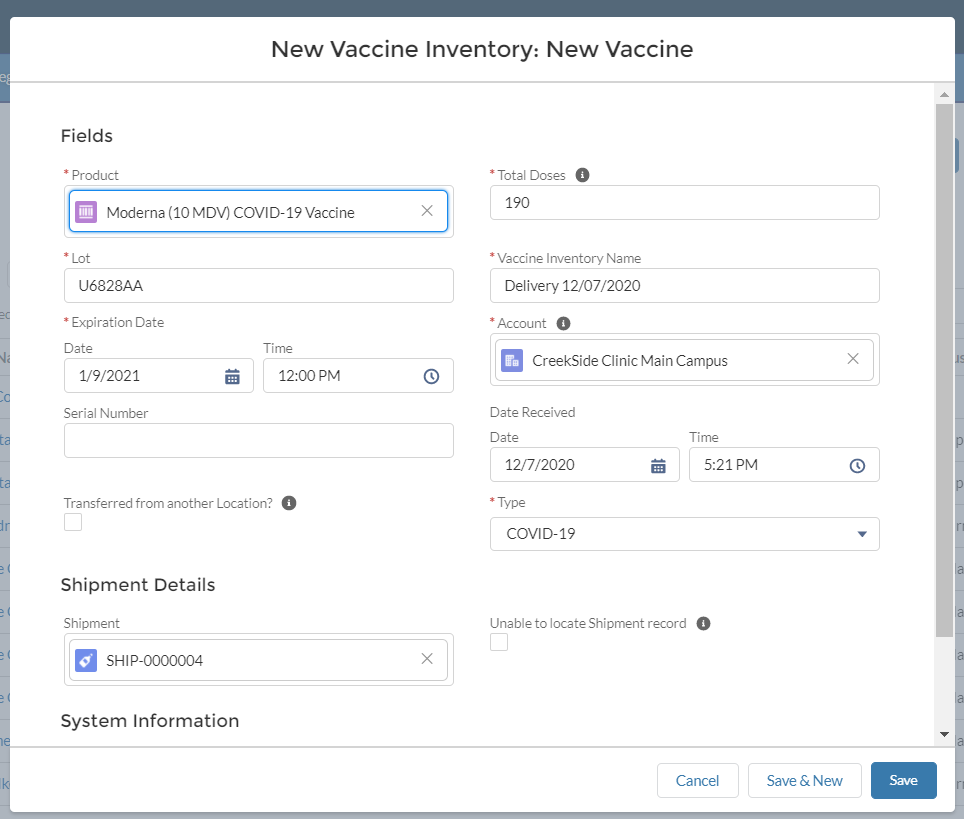 New Vaccine Inventory: New Vaccine
Fields
* Product
Moderna (10 MDV) COVID-19 Vaccine
* Total Doses
190
* Lot
U6828AA
* Vaccine Inventory Name
Delivery 12/07/2020
* Expiration Date
Date Time
1/9/2021 12:00 PM
* Account
CreekSide Clinic Main Campus
Serial Number
Date Received
Date Time
12/7/2020 5:21 PM
Transferred from another Location?
* Type
COVID-19
Shipment Details
Shipment
SHIP-0000004
Unable to locate Shipment record
System Information
Cancel Save & New Save